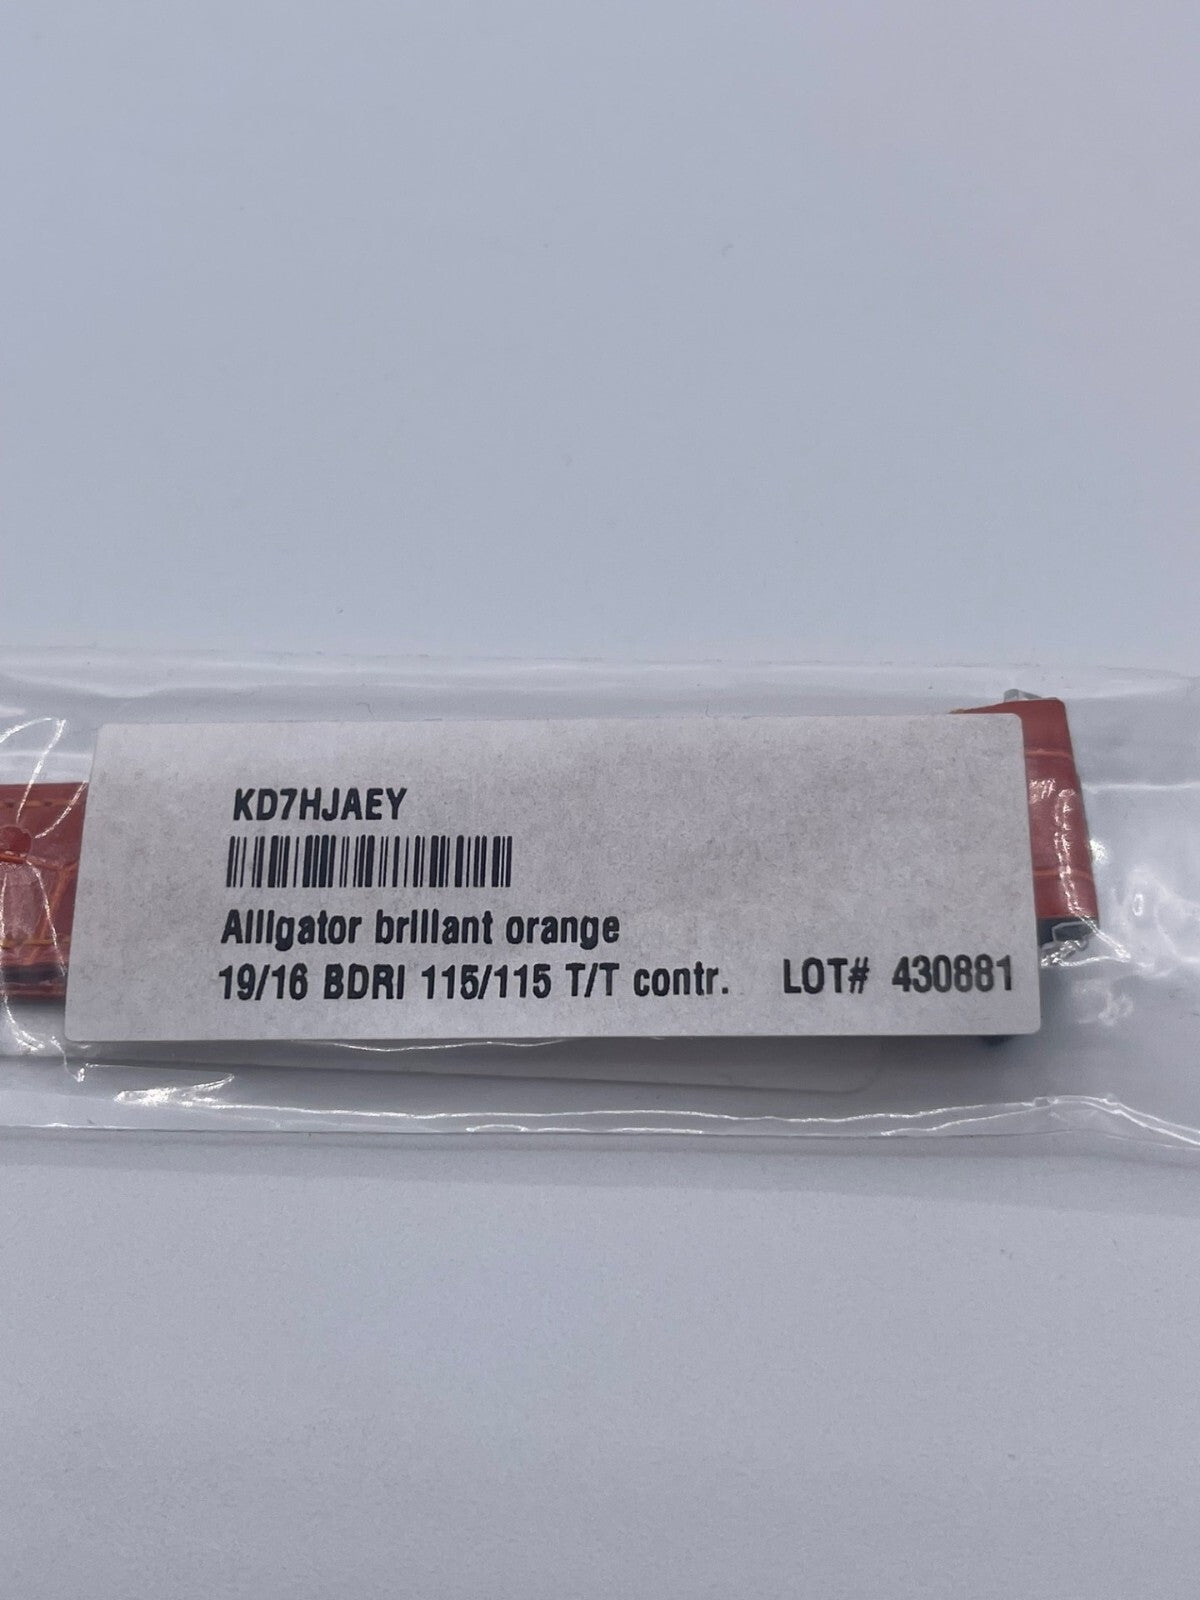 KD7HJAEY
Alligator brillant orange
19/16 BDRI 115/115 T/T contr. LOT# 430881